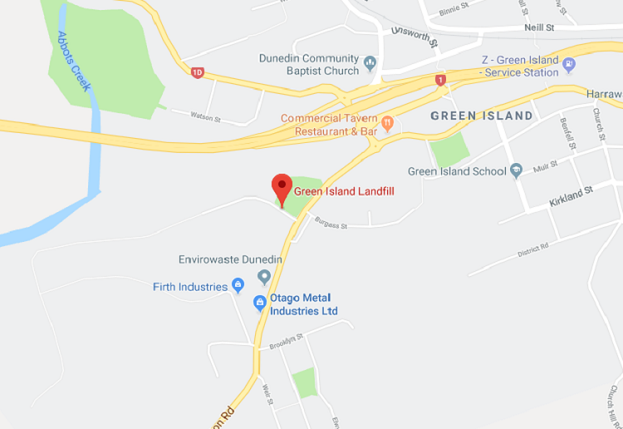 Binnie St
Neill St
Unsworth St
Abbots Creek
Dunedin Community
Baptist Church
Z - Green Island
- Service Station
1D
1
Watson St
Commercial Tavern
Restaurant & Bar
GREEN ISLAND
Harraw
Church St
Benfell St
Muir St
Green Island School
Kirkland St
Green Island Landfill
Burgess St
District Rd
Envirowaste Dunedin
Firth Industries
Otago Metal
Industries Ltd
Brooklyn St
Weir St
on Rd
Church Hill Rd